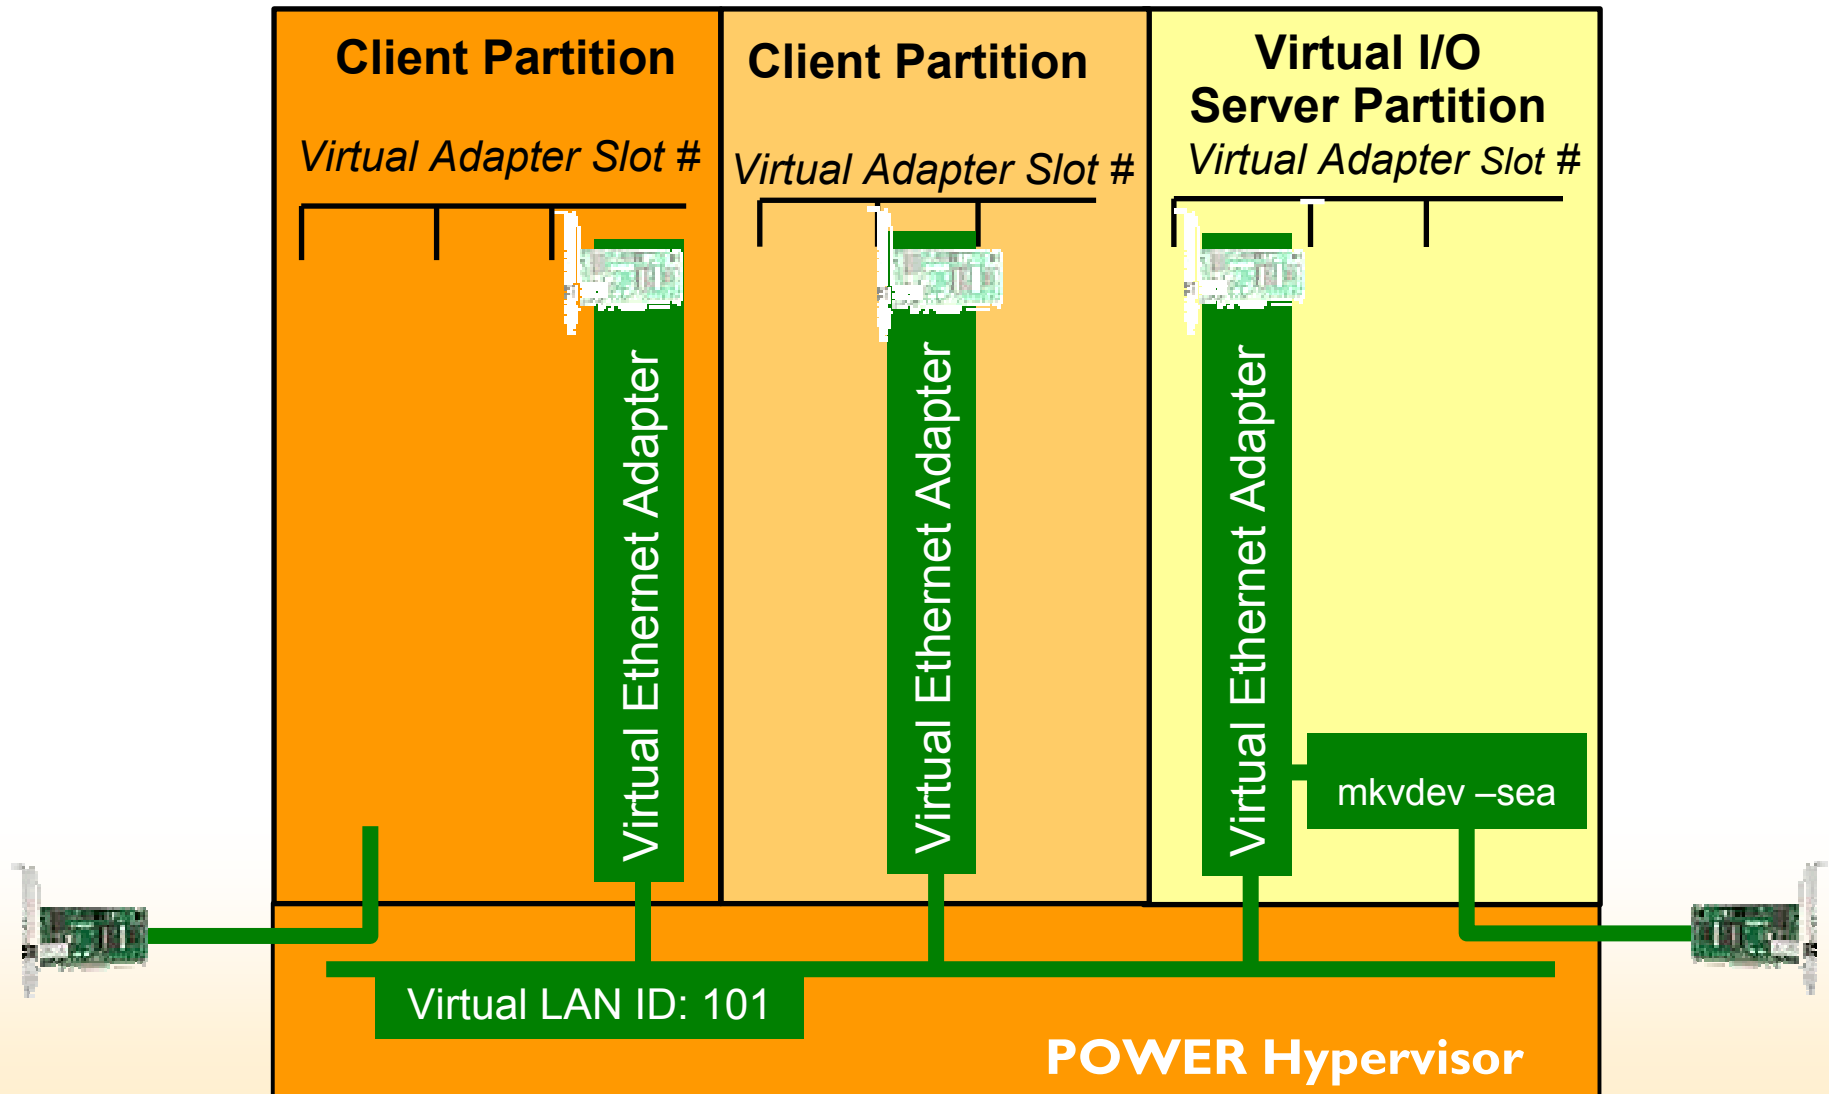 Client Partition
Virtual Adapter Slot #
Virtual Ethernet Adapter
Client Partition
Virtual Adapter Slot #
Virtual Ethernet Adapter
Virtual I/O
Server Partition
Virtual Adapter Slot #
Virtual Ethernet Adapter
mkvdev –sea
Virtual LAN ID: 101
POWER Hypervisor